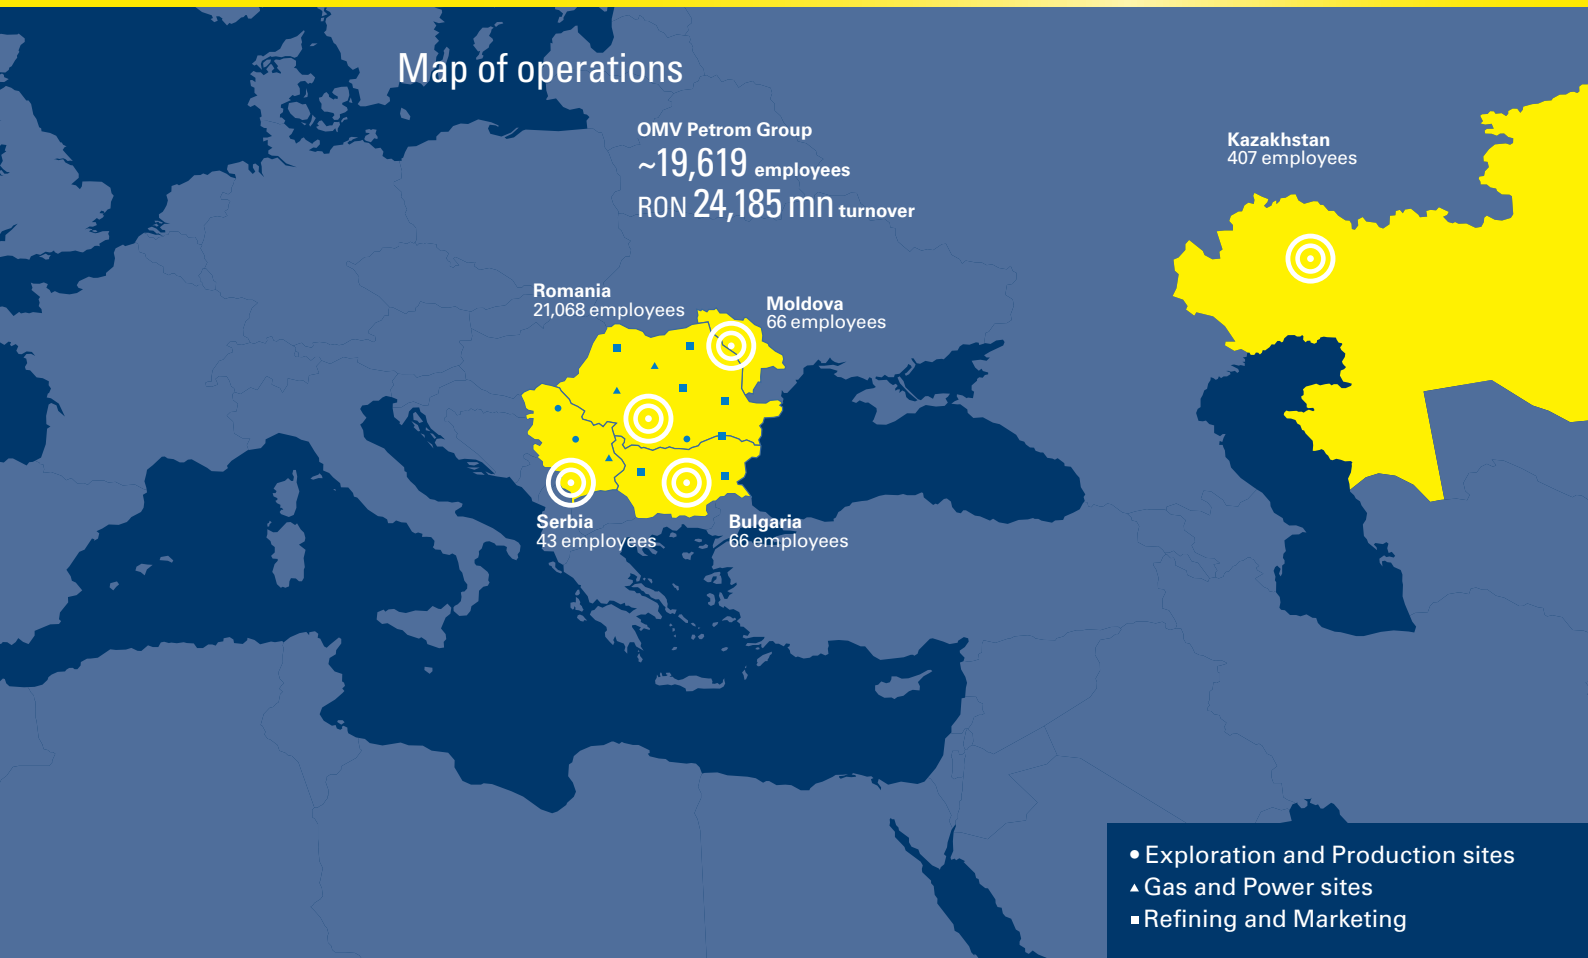 Map of operations
OMV Petrom Group
~19,619 employees
RON 24,185 mn turnover
Kazakhstan
407 employees
Romania
21,068 employees
Moldova
66 employees
Serbia
43 employees
Bulgaria
66 employees
Exploration and Production sites
Gas and Power sites
Refining and Marketing